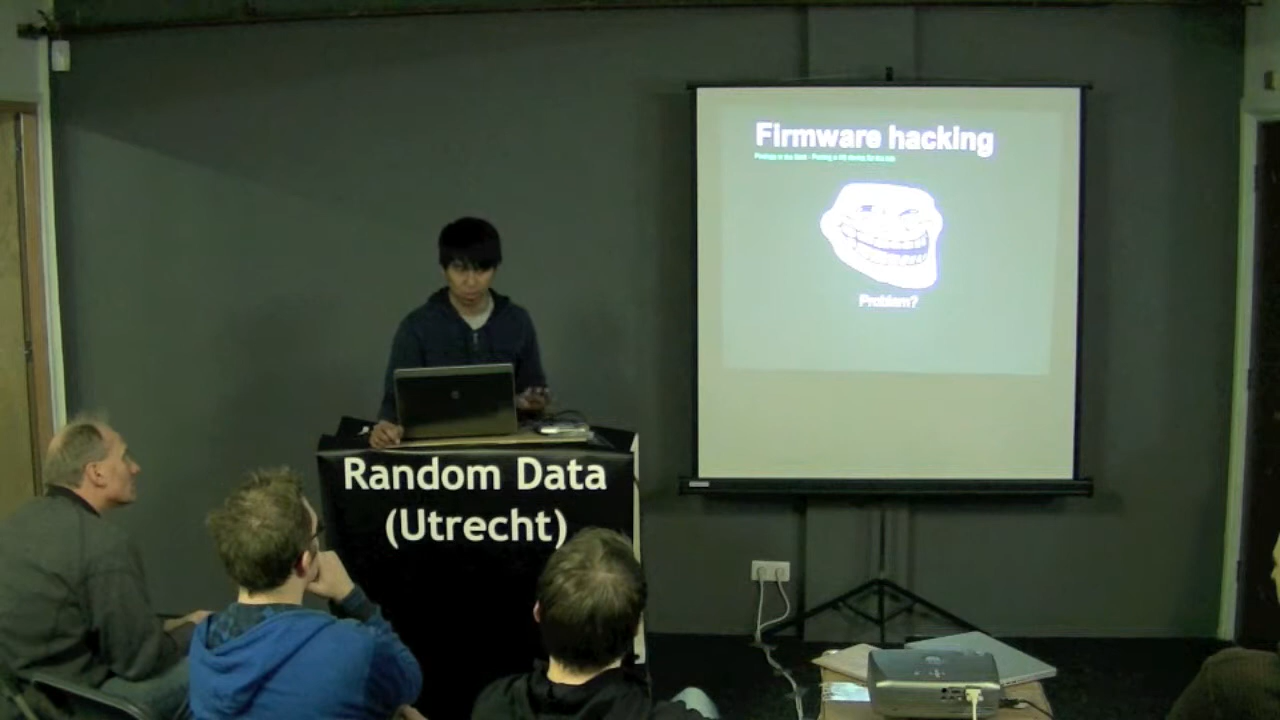 Firmware hacking
Problem?
Random Data
(Utrecht)